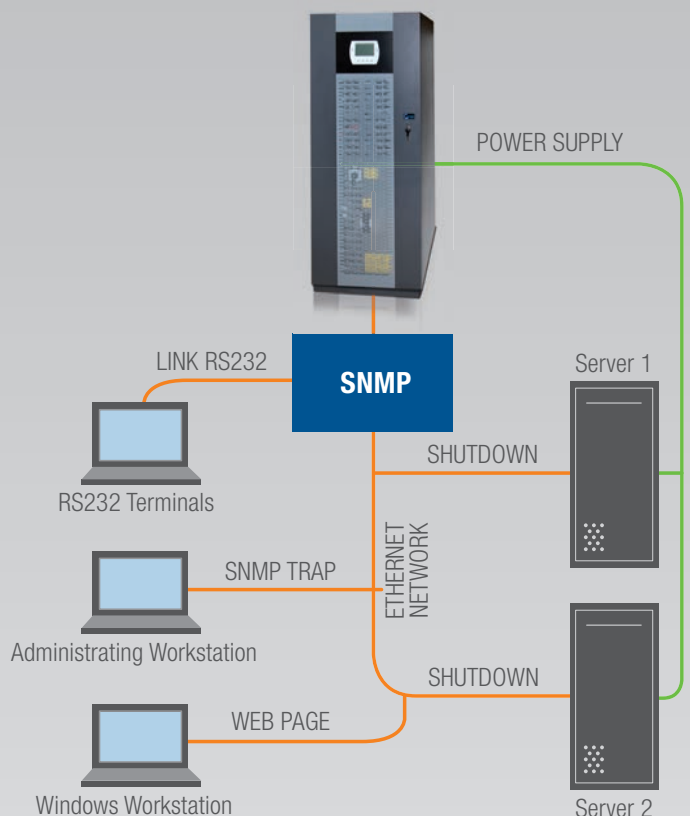 POWER SUPPLY
LINK RS232
SNMP
Server 1
SHUTDOWN
RS232 Terminals
ETHERNET
NETWORK
SNMP TRAP
Administrating Workstation
SHUTDOWN
WEB PAGE
Windows Workstation
Server 2